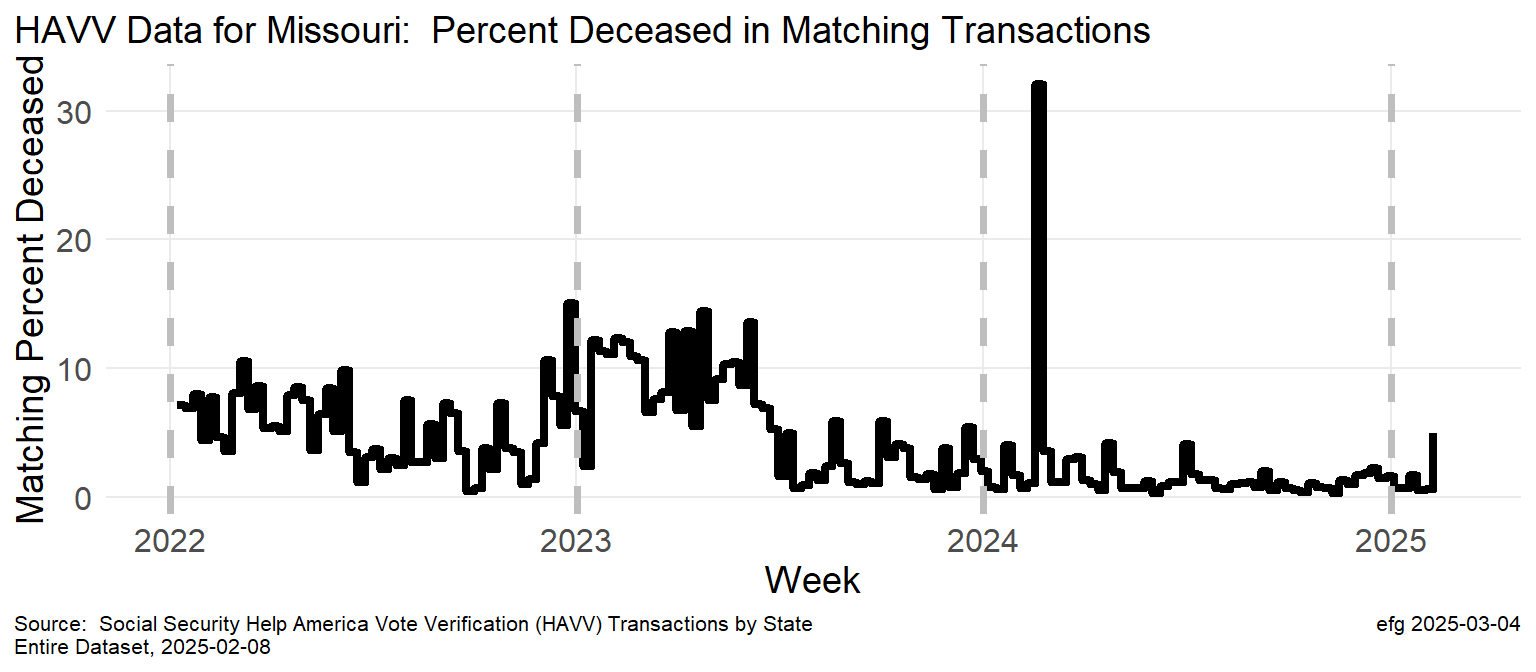 HAVV Data for Missouri:  Percent Deceased in Matching Transactions
Matching Percent Deceased
30
20
10
0
2022
2023
2024
2025
Week
Source:  Social Security Help America Vote Verification (HAVV) Transactions by State
Entire Dataset, 2025-02-08
efg 2025-03-04